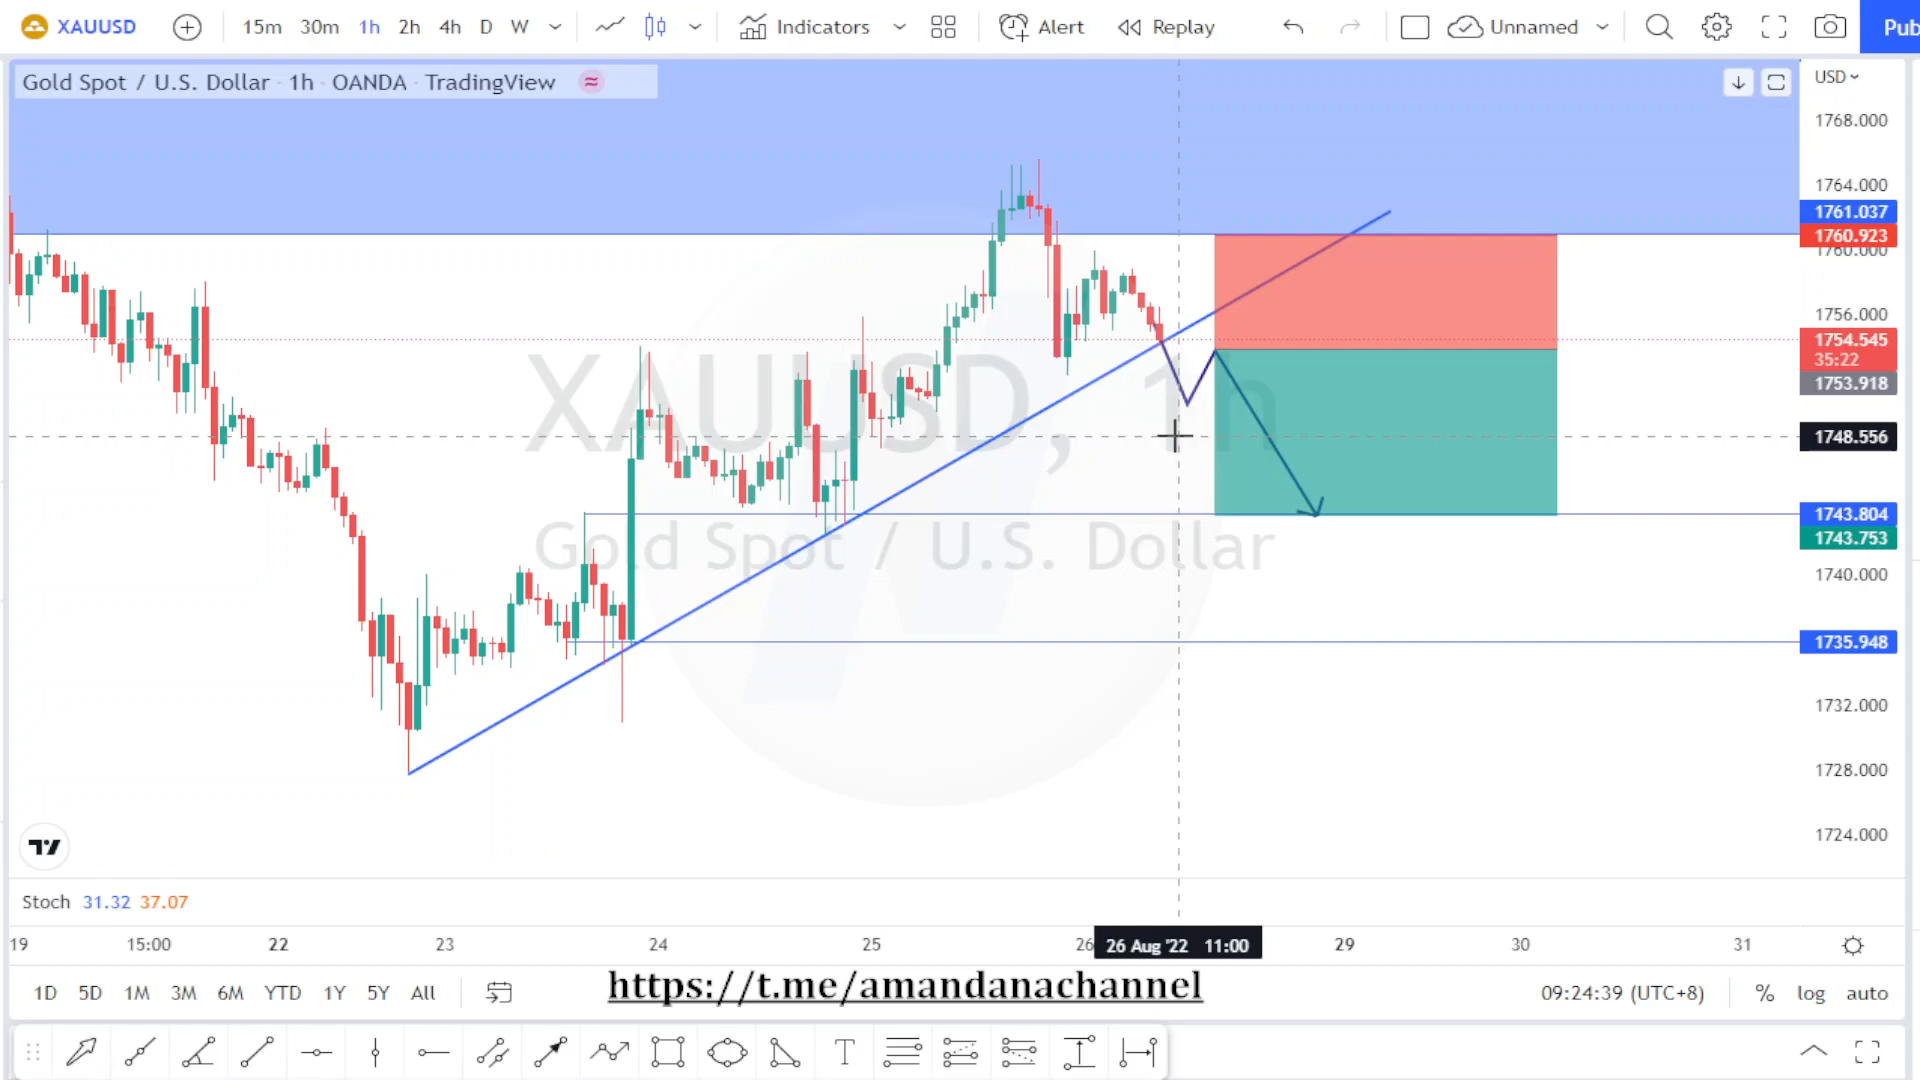 XAUUSD 15m 30m 1h 2h 4h D W Indicators Alert Replay Unnamed Pub
Gold Spot / U.S. Dollar · 1h · OANDA · TradingView ≈
USD
1768.000
1764.000
1761.037
1760.923
1760.000
1756.000
1754.545
35:22
1753.918
1748.556
1743.804
1743.753
1740.000
1735.948
1732.000
1728.000
1724.000
XAUUSD, 1h
Gold Spot / U.S. Dollar
Stoch 31.32 37.07
19 15:00 22 23 24 25 26 26 Aug '22 11:00 29 30 31
1D 5D 1M 3M 6M YTD 1Y 5Y All https://t.me/amandanachannel 09:24:39 (UTC+8) % log auto
T